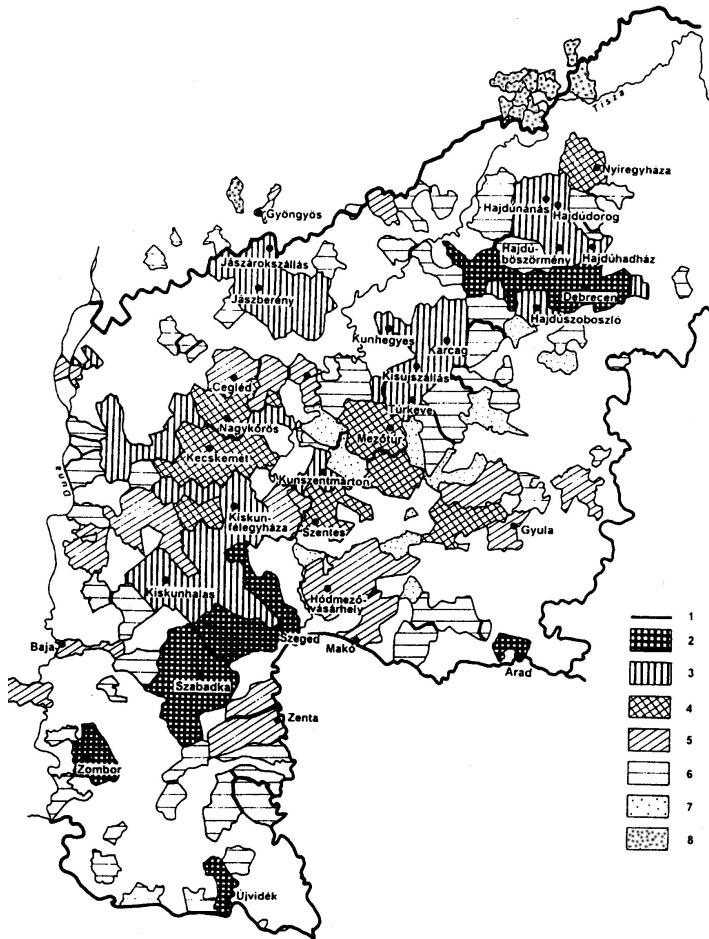 Tisza
Nyíregyháza
Hajdúnánás
Hajdúdorog
Gyöngyös
Hajdú-
böszörmény
Hajdúhadház
Jászárokszállás
Jászberény
Debrecen
Hajdúszoboszló
Kunhegyes
Karcag
Kisujszállás
Cegléd
Túrkeve
Nagykőrös
Mezőtúr
Kecskemét
Kunszentmárton
Duna
Kiskun-
félegyháza
Szentes
Gyula
Kiskunhalas
Hódmező-
vásárhely
Szeged
Baja
Makó
Arad
Szabadka
Zenta
Zombor
Újvidék
1
2
3
4
5
6
7
8